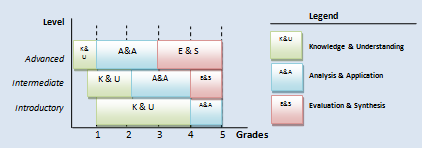 Level
Legend
K & U
A&A
E & S
Advanced
K & U
A&A
E&S
Intermediate
K & U
A&A
Introductory
1 2 3 4 5 Grades
K&U
Knowledge & Understanding
A&A
Analysis & Application
E&S
Evaluation & Synthesis